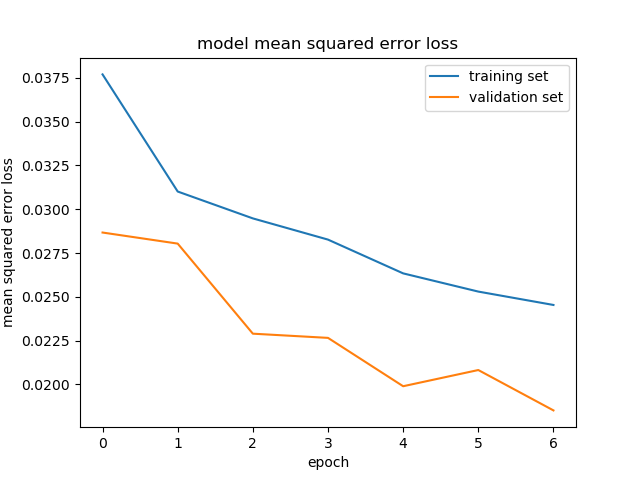 model mean squared error loss
training set
validation set
0.0375
0.0350
0.0325
0.0300
0.0275
0.0250
0.0225
0.0200
mean squared error loss
0 1 2 3 4 5 6
epoch